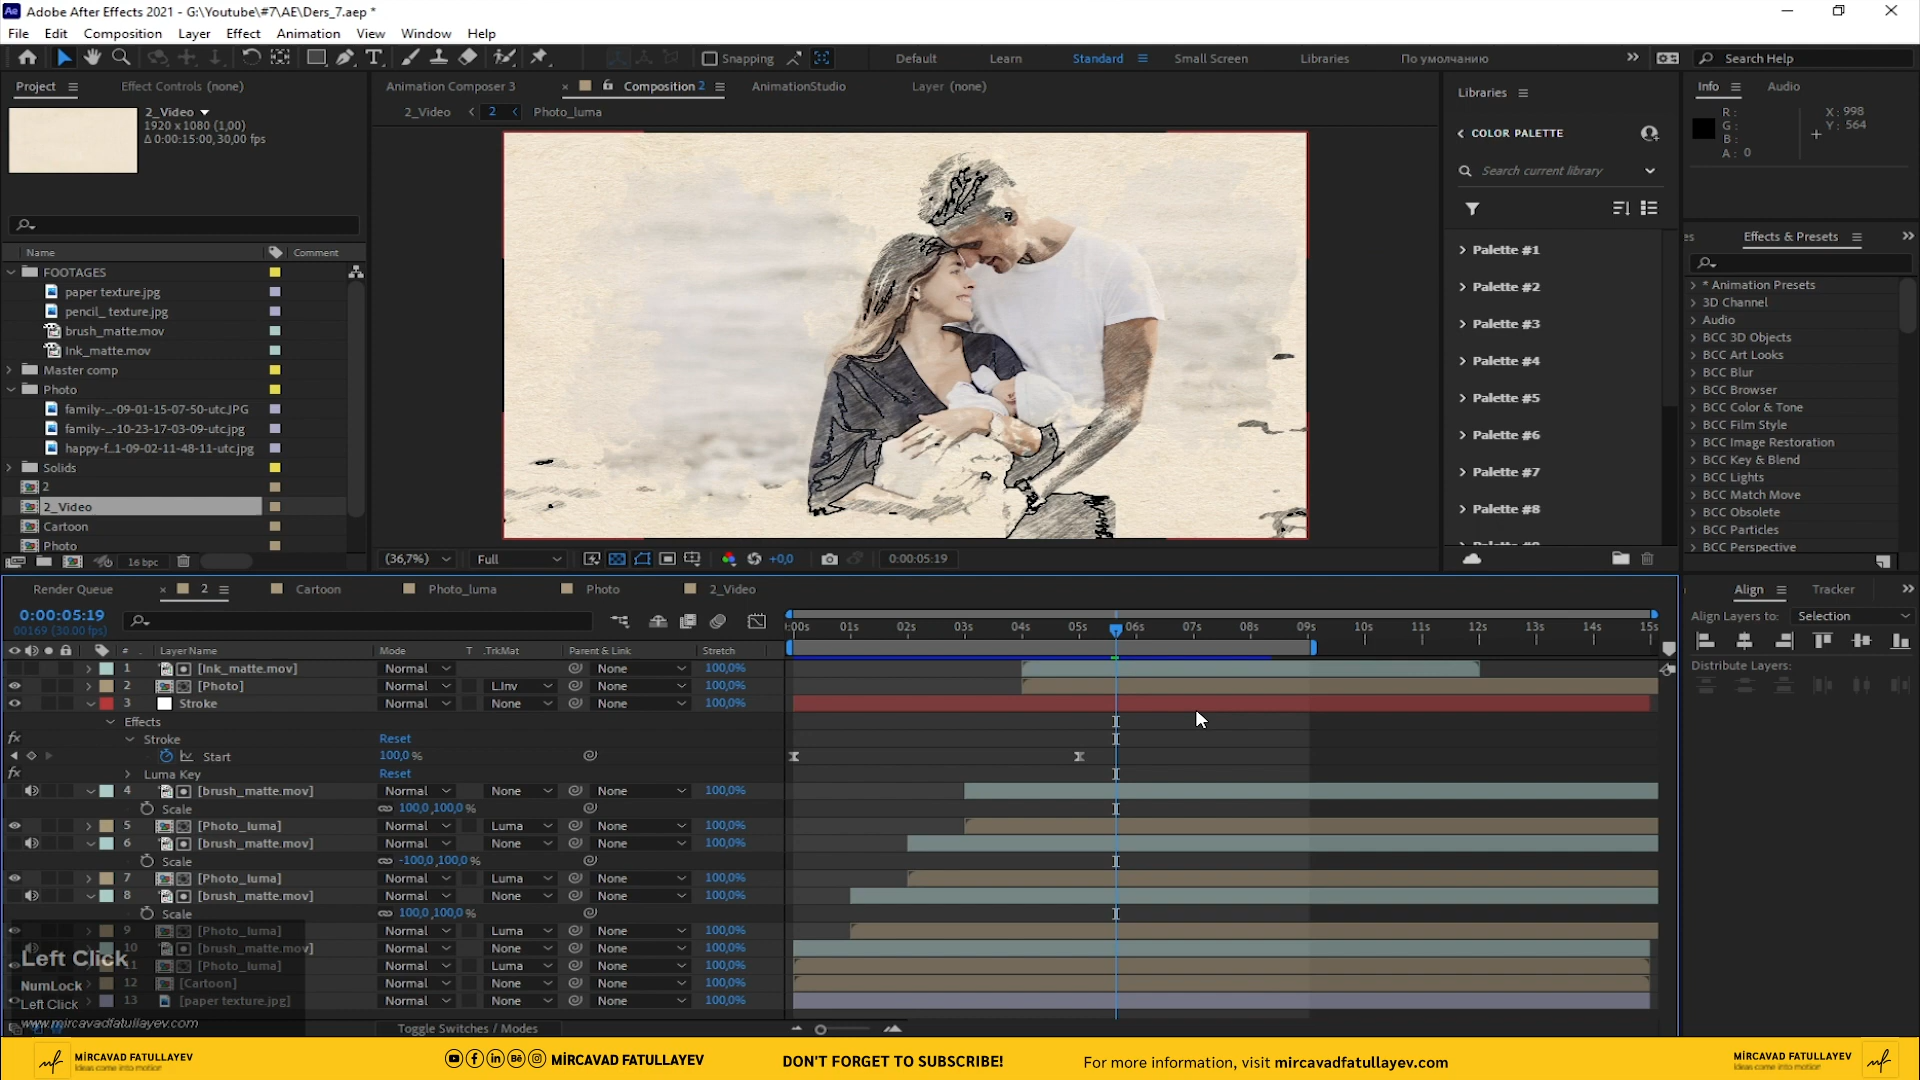 Adobe After Effects 2021 - G:\Youtube\#7\AE\Ders_7.aep *
File Edit Composition Layer Effect Animation View Window Help
Snapping Default Learn Standard Small Screen Libraries По умолчанию Search Help
Project Effect Controls (none) Animation Composer 3 Composition 2 AnimationStudio Layer (none) Libraries Info Audio
2_Video
1920 x 1080 (1,00)
Δ 0:00:15:00, 30,00 fps
2_Video 2 Photo_luma
COLOR PALETTE
Search current library
R: G: B: A: 0
X: 998
Y: 564
Effects & Presets
Name Comment
FOOTAGES
paper texture.jpg
pencil_ texture.jpg
brush_matte.mov
Ink_matte.mov
Master comp
Photo
family-_-09-01-15-07-50-utc.JPG
family-_-10-23-17-03-09-utc.jpg
happy-f...1-09-02-11-48-11-utc.jpg
Solids
2
2_Video
Cartoon
Photo
16 bpc
Palette #1
Palette #2
Palette #3
Palette #4
Palette #5
Palette #6
Palette #7
Palette #8
* Animation Presets
3D Channel
Audio
BCC 3D Objects
BCC Art Looks
BCC Blur
BCC Browser
BCC Color & Tone
BCC Film Style
BCC Image Restoration
BCC Key & Blend
BCC Lights
BCC Match Move
BCC Obsolete
BCC Particles
BCC Perspective
(36,7%) Full +0,0 0:00:05:19
Render Queue 2 Cartoon Photo_luma Photo 2_Video
Align Tracker
Align Layers to: Selection
Distribute Layers:
0:00:05:19
00169 (30.00 fps)
:00s 01s 02s 03s 04s 05s 06s 07s 08s 09s 10s 11s 12s 13s 14s 15s
# Layer Name Mode T .TrkMat Parent & Link Stretch
1 [Ink_matte.mov] Normal None 100,0%
2 [Photo] Normal L.Inv None 100,0%
3 Stroke Normal None 100,0%
Effects
fx Stroke Reset
Start 100,0 %
fx Luma Key Reset
4 [brush_matte.mov] Normal None None 100,0%
Scale 100,0,100,0 %
5 [Photo_luma] Normal Luma None 100,0%
6 [brush_matte.mov] Normal None None 100,0%
Scale -100,0,100,0 %
7 [Photo_luma] Normal Luma None 100,0%
8 [brush_matte.mov] Normal None None 100,0%
Scale 100,0,100,0 %
9 [Photo_luma] Normal Luma None 100,0%
10 [brush_matte.mov] Normal None None 100,0%
11 [Photo_luma] Normal Luma None 100,0%
12 [Cartoon] Normal None None 100,0%
13 [paper texture.jpg] Normal None None 100,0%
Left Click
NumLock
Left Click
www.mircavadfatullayev.com
Toggle Switches / Modes
mf MİRCAVAD FATULLAYEV
Ideas come into motion
MİRCAVAD FATULLAYEV
DON'T FORGET TO SUBSCRIBE!
For more information, visit mircavadfatullayev.com
MİRCAVAD FATULLAYEV
Ideas come into motion
mf